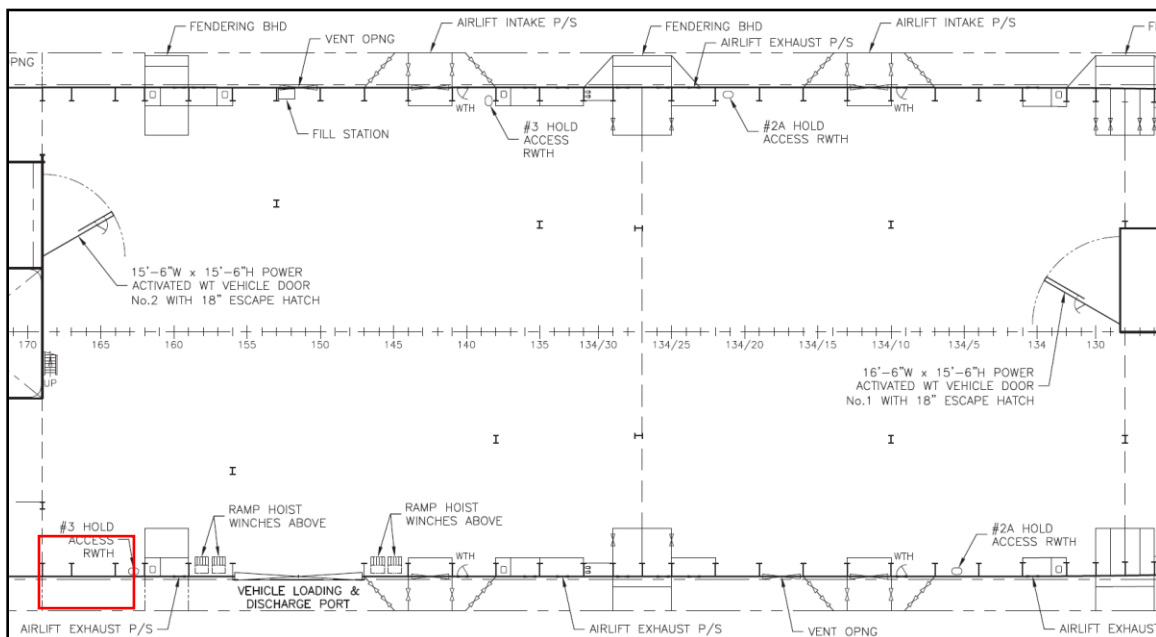 FENDERING BHD
AIRLIFT INTAKE P/S
FENDERING BHD
AIRLIFT INTAKE P/S
VENT OPNG
AIRLIFT EXHAUST P/S
PNG
WTH
WTH
FILL STATION
#3 HOLD
ACCESS
RWTH
#2A HOLD
ACCESS RWTH
15'-6"W x 15'-6"H POWER
ACTIVATED WT VEHICLE DOOR
No.2 WITH 18" ESCAPE HATCH
170 165 160 155 150 145 140 135 134/30 134/25 134/20 134/15 134/10 134/5 134 130
UP
16'-6"W x 15'-6"H POWER
ACTIVATED WT VEHICLE DOOR
No.1 WITH 18" ESCAPE HATCH
#3 HOLD
ACCESS
RWTH
RAMP HOIST
WINCHES ABOVE
RAMP HOIST
WINCHES ABOVE
WTH
WTH
#2A HOLD
ACCESS RWTH
VEHICLE LOADING &
DISCHARGE PORT
AIRLIFT EXHAUST P/S
AIRLIFT EXHAUST P/S
VENT OPNG
AIRLIFT EXHAUST